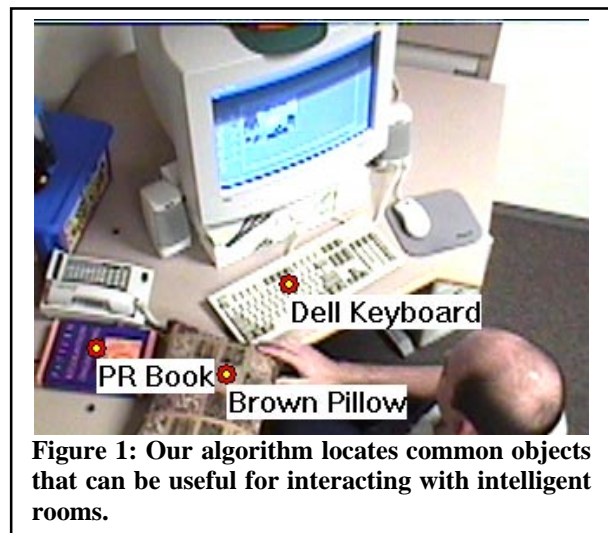 Dell Keyboard
PR Book
Brown Pillow
Figure 1: Our algorithm locates common objects
that can be useful for interacting with intelligent
rooms.